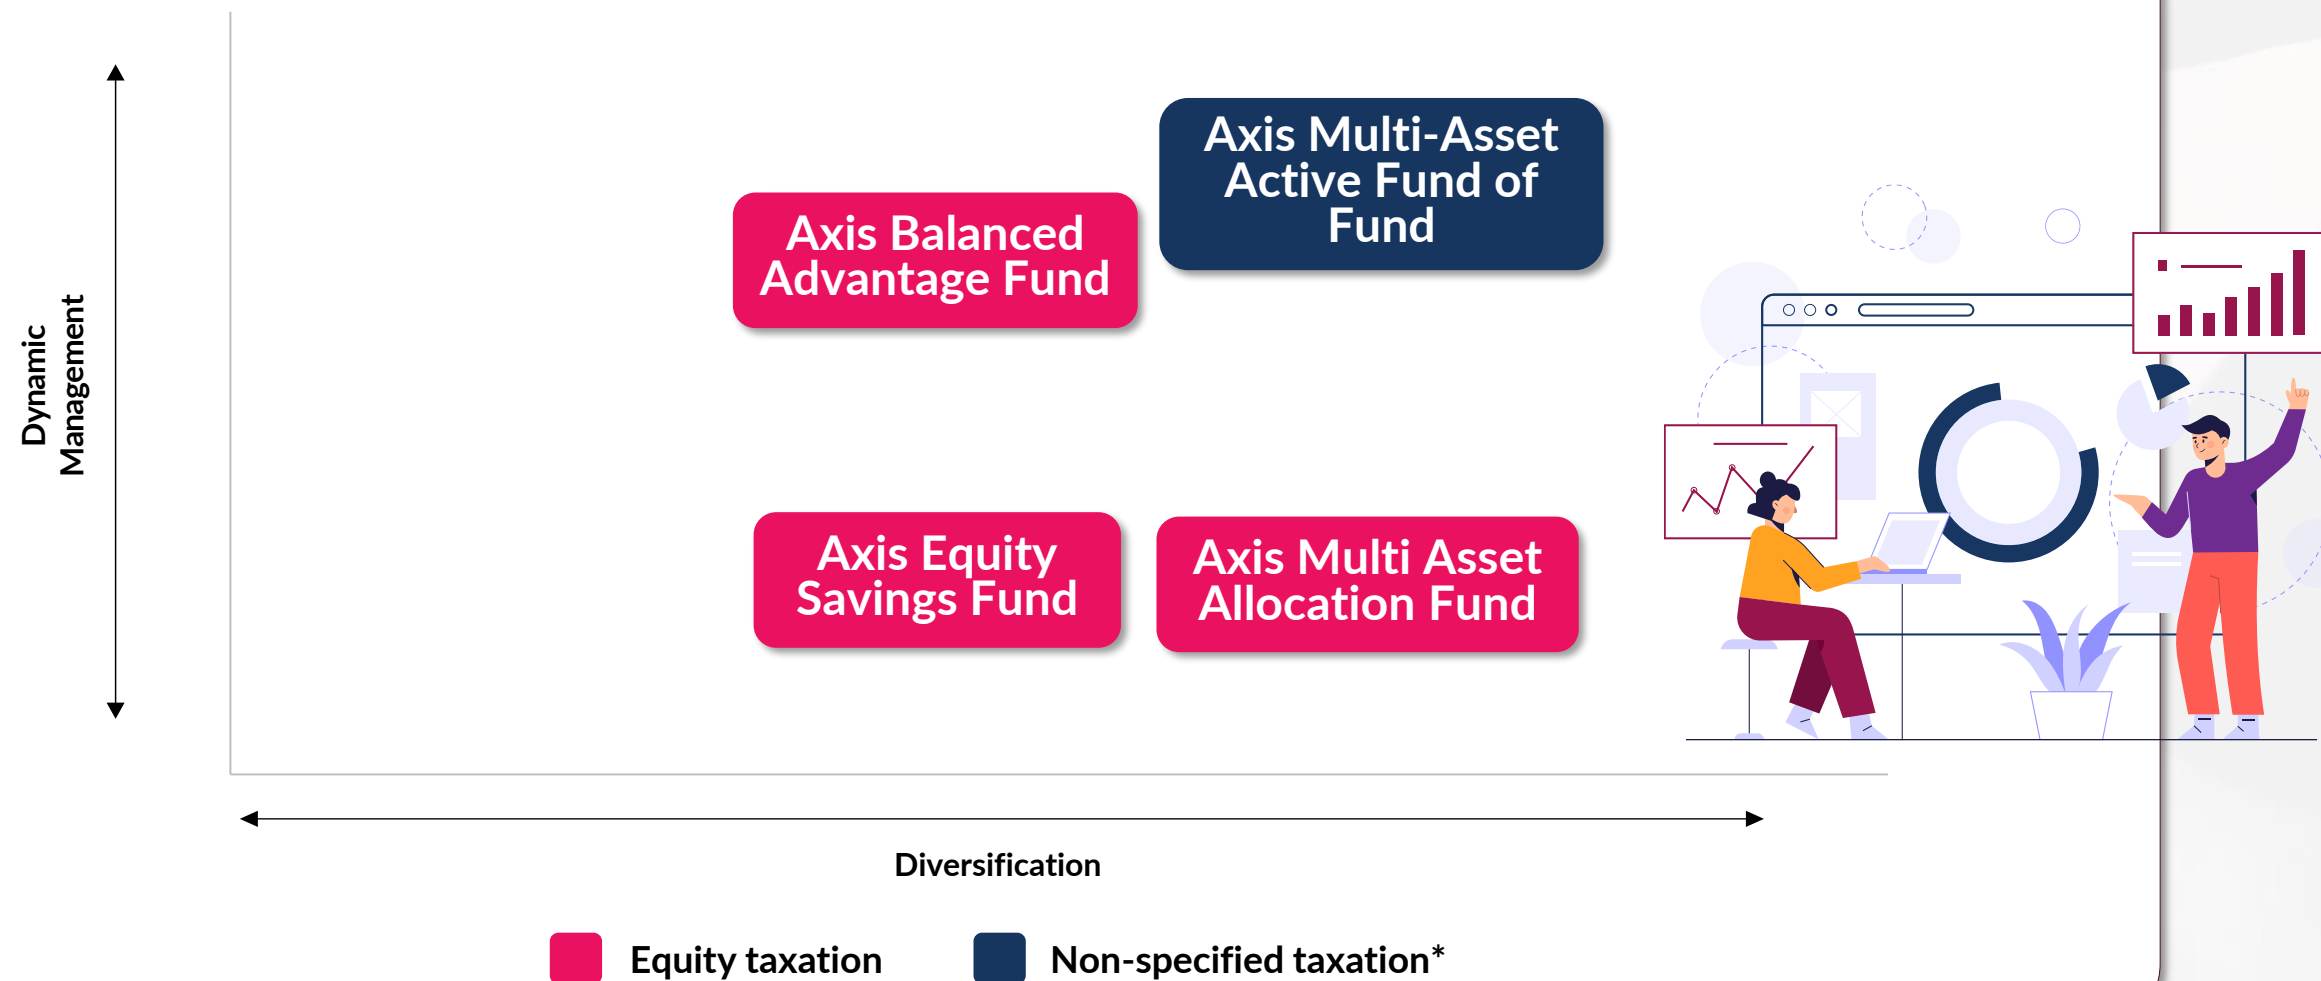 Axis Multi-Asset
Active Fund of
Fund
Axis Balanced
Advantage Fund
Dynamic
Management
Axis Equity
Savings Fund
Axis Multi Asset
Allocation Fund
Diversification
Equity taxation
Non-specified taxation*